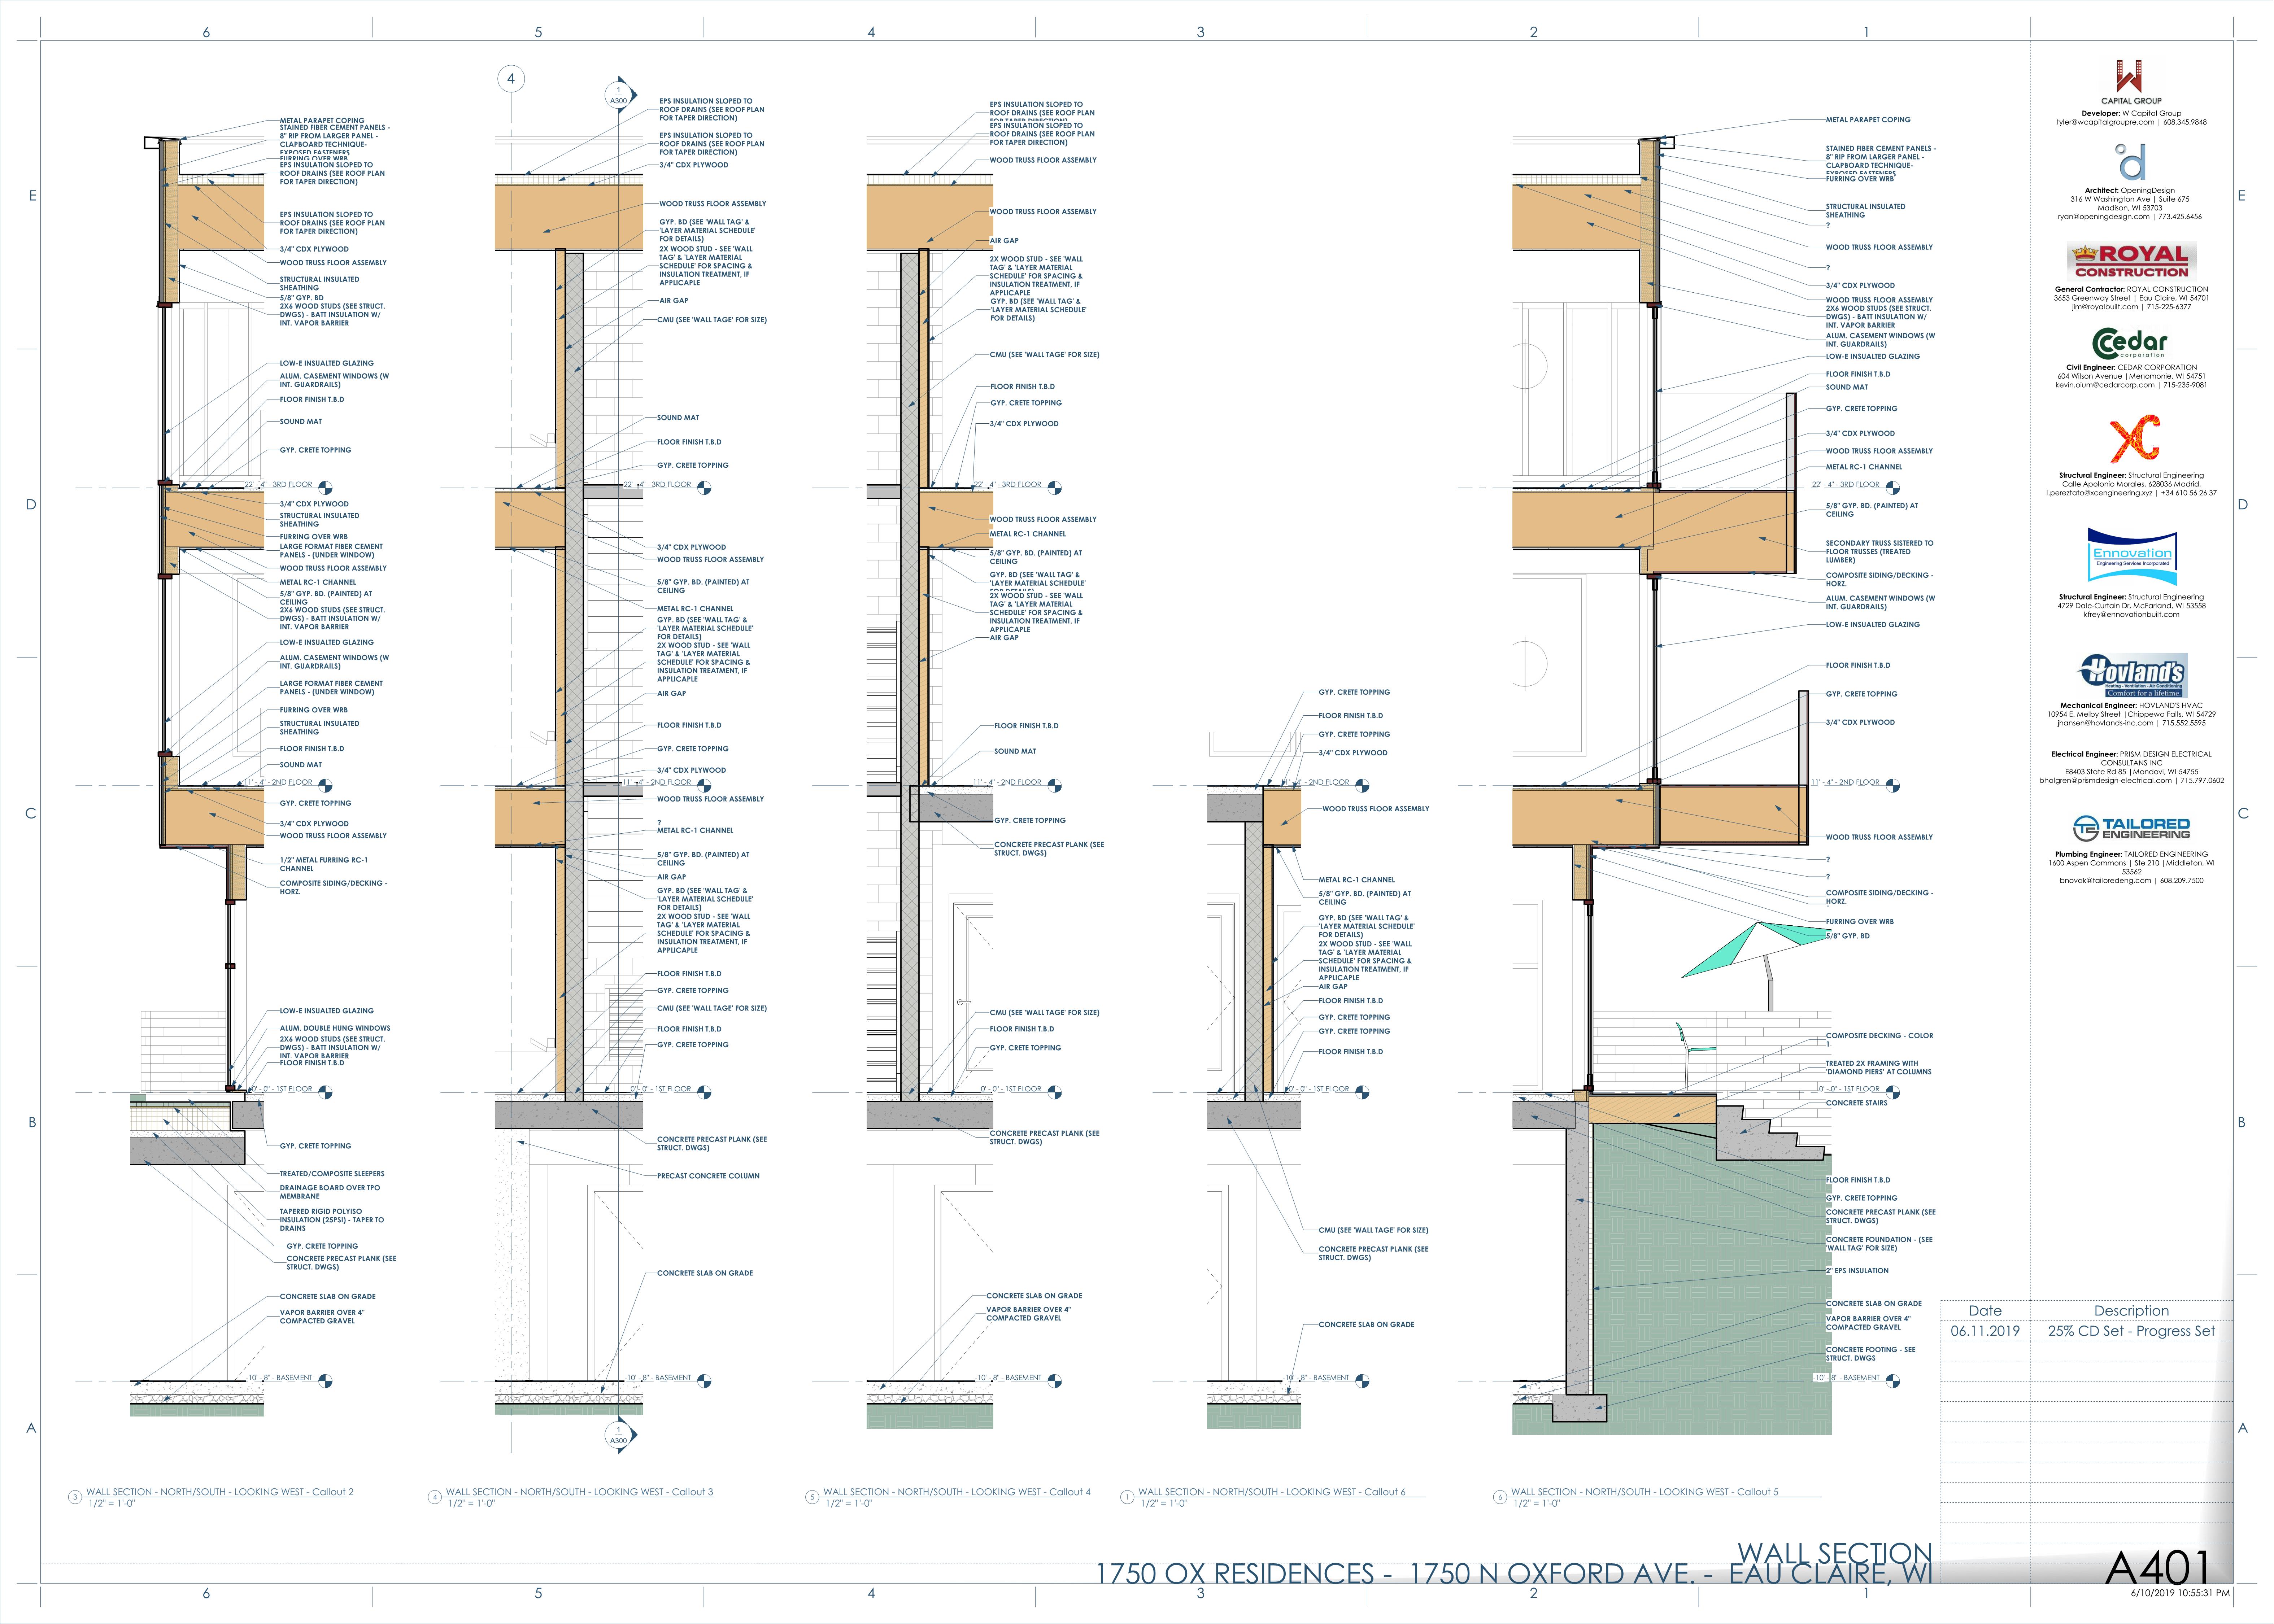 6
5
4
3
2
1
4
1
A300
METAL PARAPET COPING
STAINED FIBER CEMENT PANELS -
8" RIP FROM LARGER PANEL -
CLAPBOARD TECHNIQUE-
EXPOSED FASTENERS
FURRING OVER WRB
EPS INSULATION SLOPED TO
ROOF DRAINS (SEE ROOF PLAN
FOR TAPER DIRECTION)
EPS INSULATION SLOPED TO
ROOF DRAINS (SEE ROOF PLAN
FOR TAPER DIRECTION)
3/4" CDX PLYWOOD
WOOD TRUSS FLOOR ASSEMBLY
STRUCTURAL INSULATED
SHEATHING
5/8" GYP. BD
2X6 WOOD STUDS (SEE STRUCT.
DWGS) - BATT INSULATION W/
INT. VAPOR BARRIER
LOW-E INSUALTED GLAZING
ALUM. CASEMENT WINDOWS (W
INT. GUARDRAILS)
FLOOR FINISH T.B.D
SOUND MAT
GYP. CRETE TOPPING
22' - 4" - 3RD FLOOR
3/4" CDX PLYWOOD
STRUCTURAL INSULATED
SHEATHING
FURRING OVER WRB
LARGE FORMAT FIBER CEMENT
PANELS - (UNDER WINDOW)
WOOD TRUSS FLOOR ASSEMBLY
METAL RC-1 CHANNEL
5/8" GYP. BD. (PAINTED) AT
CEILING
2X6 WOOD STUDS (SEE STRUCT.
DWGS) - BATT INSULATION W/
INT. VAPOR BARRIER
LOW-E INSUALTED GLAZING
ALUM. CASEMENT WINDOWS (W
INT. GUARDRAILS)
LARGE FORMAT FIBER CEMENT
PANELS - (UNDER WINDOW)
FURRING OVER WRB
STRUCTURAL INSULATED
SHEATHING
FLOOR FINISH T.B.D
SOUND MAT
11' - 4" - 2ND FLOOR
GYP. CRETE TOPPING
3/4" CDX PLYWOOD
WOOD TRUSS FLOOR ASSEMBLY
1/2" METAL FURRING RC-1
CHANNEL
COMPOSITE SIDING/DECKING -
HORZ.
LOW-E INSUALTED GLAZING
ALUM. DOUBLE HUNG WINDOWS
2X6 WOOD STUDS (SEE STRUCT.
DWGS) - BATT INSULATION W/
INT. VAPOR BARRIER
FLOOR FINISH T.B.D
0' - 0" - 1ST FLOOR
GYP. CRETE TOPPING
TREATED/COMPOSITE SLEEPERS
DRAINAGE BOARD OVER TPO
MEMBRANE
TAPERED RIGID POLYISO
INSULATION (25PSI) - TAPER TO
DRAINS
GYP. CRETE TOPPING
CONCRETE PRECAST PLANK (SEE
STRUCT. DWGS)
CONCRETE SLAB ON GRADE
VAPOR BARRIER OVER 4"
COMPACTED GRAVEL
-10' - 8" - BASEMENT
3
WALL SECTION - NORTH/SOUTH - LOOKING WEST - Callout 2
1/2" = 1'-0"
EPS INSULATION SLOPED TO
ROOF DRAINS (SEE ROOF PLAN
FOR TAPER DIRECTION)
EPS INSULATION SLOPED TO
ROOF DRAINS (SEE ROOF PLAN
FOR TAPER DIRECTION)
3/4" CDX PLYWOOD
WOOD TRUSS FLOOR ASSEMBLY
GYP. BD (SEE 'WALL TAG' &
'LAYER MATERIAL SCHEDULE'
FOR DETAILS)
2X WOOD STUD - SEE 'WALL
TAG' & 'LAYER MATERIAL
SCHEDULE' FOR SPACING &
INSULATION TREATMENT, IF
APPLICAPLE
AIR GAP
CMU (SEE 'WALL TAGE' FOR SIZE)
SOUND MAT
FLOOR FINISH T.B.D
GYP. CRETE TOPPING
22' - 4" - 3RD FLOOR
3/4" CDX PLYWOOD
WOOD TRUSS FLOOR ASSEMBLY
5/8" GYP. BD. (PAINTED) AT
CEILING
METAL RC-1 CHANNEL
GYP. BD (SEE 'WALL TAG' &
'LAYER MATERIAL SCHEDULE'
FOR DETAILS)
2X WOOD STUD - SEE 'WALL
TAG' & 'LAYER MATERIAL
SCHEDULE' FOR SPACING &
INSULATION TREATMENT, IF
APPLICAPLE
AIR GAP
FLOOR FINISH T.B.D
GYP. CRETE TOPPING
3/4" CDX PLYWOOD
11' - 4" - 2ND FLOOR
WOOD TRUSS FLOOR ASSEMBLY
?
METAL RC-1 CHANNEL
5/8" GYP. BD. (PAINTED) AT
CEILING
AIR GAP
GYP. BD (SEE 'WALL TAG' &
'LAYER MATERIAL SCHEDULE'
FOR DETAILS)
2X WOOD STUD - SEE 'WALL
TAG' & 'LAYER MATERIAL
SCHEDULE' FOR SPACING &
INSULATION TREATMENT, IF
APPLICAPLE
FLOOR FINISH T.B.D
GYP. CRETE TOPPING
CMU (SEE 'WALL TAGE' FOR SIZE)
FLOOR FINISH T.B.D
GYP. CRETE TOPPING
0' - 0" - 1ST FLOOR
CONCRETE PRECAST PLANK (SEE
STRUCT. DWGS)
PRECAST CONCRETE COLUMN
CONCRETE SLAB ON GRADE
-10' - 8" - BASEMENT
1
A300
4
WALL SECTION - NORTH/SOUTH - LOOKING WEST - Callout 3
1/2" = 1'-0"
EPS INSULATION SLOPED TO
ROOF DRAINS (SEE ROOF PLAN
FOR TAPER DIRECTION)
EPS INSULATION SLOPED TO
ROOF DRAINS (SEE ROOF PLAN
FOR TAPER DIRECTION)
WOOD TRUSS FLOOR ASSEMBLY
WOOD TRUSS FLOOR ASSEMBLY
AIR GAP
2X WOOD STUD - SEE 'WALL
TAG' & 'LAYER MATERIAL
SCHEDULE' FOR SPACING &
INSULATION TREATMENT, IF
APPLICAPLE
GYP. BD (SEE 'WALL TAG' &
'LAYER MATERIAL SCHEDULE'
FOR DETAILS)
CMU (SEE 'WALL TAGE' FOR SIZE)
FLOOR FINISH T.B.D
GYP. CRETE TOPPING
3/4" CDX PLYWOOD
22' - 4" - 3RD FLOOR
WOOD TRUSS FLOOR ASSEMBLY
METAL RC-1 CHANNEL
5/8" GYP. BD. (PAINTED) AT
CEILING
GYP. BD (SEE 'WALL TAG' &
'LAYER MATERIAL SCHEDULE'
FOR DETAILS)
2X WOOD STUD - SEE 'WALL
TAG' & 'LAYER MATERIAL
SCHEDULE' FOR SPACING &
INSULATION TREATMENT, IF
APPLICAPLE
AIR GAP
FLOOR FINISH T.B.D
SOUND MAT
11' - 4" - 2ND FLOOR
GYP. CRETE TOPPING
CONCRETE PRECAST PLANK (SEE
STRUCT. DWGS)
CMU (SEE 'WALL TAGE' FOR SIZE)
FLOOR FINISH T.B.D
GYP. CRETE TOPPING
0' - 0" - 1ST FLOOR
CONCRETE PRECAST PLANK (SEE
STRUCT. DWGS)
CONCRETE SLAB ON GRADE
VAPOR BARRIER OVER 4"
COMPACTED GRAVEL
-10' - 8" - BASEMENT
5
WALL SECTION - NORTH/SOUTH - LOOKING WEST - Callout 4
1/2" = 1'-0"
GYP. CRETE TOPPING
FLOOR FINISH T.B.D
GYP. CRETE TOPPING
3/4" CDX PLYWOOD
11' - 4" - 2ND FLOOR
WOOD TRUSS FLOOR ASSEMBLY
METAL RC-1 CHANNEL
5/8" GYP. BD. (PAINTED) AT
CEILING
GYP. BD (SEE 'WALL TAG' &
'LAYER MATERIAL SCHEDULE'
FOR DETAILS)
2X WOOD STUD - SEE 'WALL
TAG' & 'LAYER MATERIAL
SCHEDULE' FOR SPACING &
INSULATION TREATMENT, IF
APPLICAPLE
AIR GAP
FLOOR FINISH T.B.D
GYP. CRETE TOPPING
GYP. CRETE TOPPING
FLOOR FINISH T.B.D
0' - 0" - 1ST FLOOR
CMU (SEE 'WALL TAGE' FOR SIZE)
CONCRETE PRECAST PLANK (SEE
STRUCT. DWGS)
CONCRETE SLAB ON GRADE
-10' - 8" - BASEMENT
1
WALL SECTION - NORTH/SOUTH - LOOKING WEST - Callout 6
1/2" = 1'-0"
METAL PARAPET COPING
STAINED FIBER CEMENT PANELS -
8" RIP FROM LARGER PANEL -
CLAPBOARD TECHNIQUE-
EXPOSED FASTENERS
FURRING OVER WRB
STRUCTURAL INSULATED
SHEATHING
?
WOOD TRUSS FLOOR ASSEMBLY
?
3/4" CDX PLYWOOD
WOOD TRUSS FLOOR ASSEMBLY
2X6 WOOD STUDS (SEE STRUCT.
DWGS) - BATT INSULATION W/
INT. VAPOR BARRIER
ALUM. CASEMENT WINDOWS (W
INT. GUARDRAILS)
LOW-E INSUALTED GLAZING
FLOOR FINISH T.B.D
SOUND MAT
GYP. CRETE TOPPING
3/4" CDX PLYWOOD
WOOD TRUSS FLOOR ASSEMBLY
METAL RC-1 CHANNEL
22' - 4" - 3RD FLOOR
5/8" GYP. BD. (PAINTED) AT
CEILING
SECONDARY TRUSS SISTERED TO
FLOOR TRUSSES (TREATED
LUMBER)
COMPOSITE SIDING/DECKING -
HORZ.
ALUM. CASEMENT WINDOWS (W
INT. GUARDRAILS)
LOW-E INSUALTED GLAZING
FLOOR FINISH T.B.D
GYP. CRETE TOPPING
3/4" CDX PLYWOOD
11' - 4" - 2ND FLOOR
WOOD TRUSS FLOOR ASSEMBLY
?
?
COMPOSITE SIDING/DECKING -
HORZ.
FURRING OVER WRB
5/8" GYP. BD
COMPOSITE DECKING - COLOR
1
TREATED 2X FRAMING WITH
'DIAMOND PIERS' AT COLUMNS
0' - 0" - 1ST FLOOR
CONCRETE STAIRS
FLOOR FINISH T.B.D
GYP. CRETE TOPPING
CONCRETE PRECAST PLANK (SEE
STRUCT. DWGS)
CONCRETE FOUNDATION - (SEE
'WALL TAG' FOR SIZE)
2" EPS INSULATION
CONCRETE SLAB ON GRADE
VAPOR BARRIER OVER 4"
COMPACTED GRAVEL
CONCRETE FOOTING - SEE
STRUCT. DWGS
-10' - 8" - BASEMENT
6
WALL SECTION - NORTH/SOUTH - LOOKING WEST - Callout 5
1/2" = 1'-0"
E
D
C
B
A
E
D
C
B
A
CAPITAL GROUP
Developer: W Capital Group
tyler@wcapitalgroupre.com | 608.345.9848
d
Architect: OpeningDesign
316 W Washington Ave | Suite 675
Madison, WI 53703
ryan@openingdesign.com | 773.425.6456
ROYAL
CONSTRUCTION
General Contractor: ROYAL CONSTRUCTION
3653 Greenway Street | Eau Claire, WI 54701
jim@royalbuilt.com | 715-225-6377
Cedar
corporation
Civil Engineer: CEDAR CORPORATION
604 Wilson Avenue |Menomonie, WI 54751
kevin.oium@cedarcorp.com | 715-235-9081
XC
Structural Engineer: Structural Engineering
Calle Apolonio Morales, 628036 Madrid.
l.pereztato@xcengineering.xyz | +34 610 56 26 37
Ennovation
Engineering Services Incorporated
Structural Engineer: Structural Engineering
4729 Dale-Curtain Dr, McFarland, WI 53558
kfrey@ennovationbuilt.com
Hovland's
Heating - Ventilation - Air Conditioning
Comfort for a lifetime.
Mechanical Engineer: HOVLAND'S HVAC
10954 E. Melby Street |Chippewa Falls, WI 54729
jhansen@hovlands-inc.com | 715.552.5595
Electrical Engineer: PRISM DESIGN ELECTRICAL
CONSULTANS INC
E8403 State Rd 85 |Mondovi, WI 54755
bhalgren@prismdesign-electrical.com | 715.797.0602
TAILORED
ENGINEERING
Plumbing Engineer: TAILORED ENGINEERING
1600 Aspen Commons | Ste 210 |Middleton, WI
53562
bnovak@tailoredeng.com | 608.209.7500
Date Description
06.11.2019 25% CD Set - Progress Set
WALL SECTION
1750 OX RESIDENCES - 1750 N OXFORD AVE. - EAU CLAIRE, WI
A401
6/10/2019 10:55:31 PM
6
5
4
3
2
1